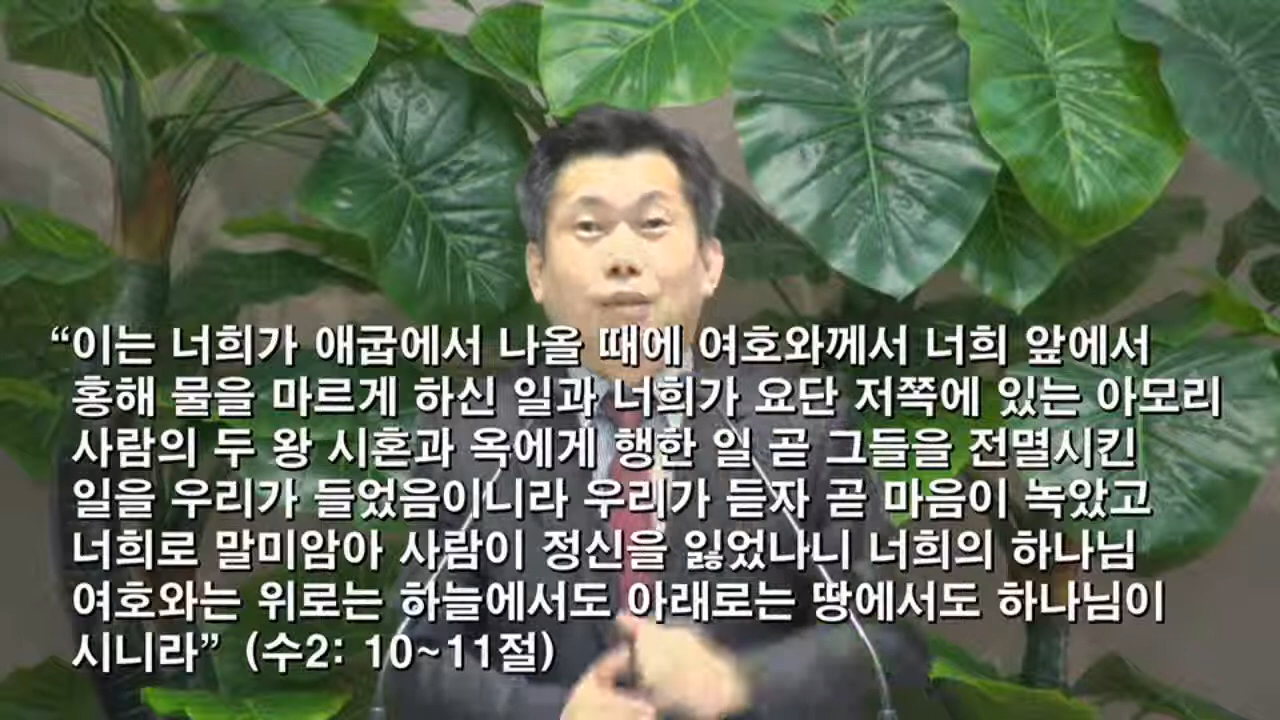 “이는 너희가 애굽에서 나올 때에 여호와께서 너희 앞에서
홍해 물을 마르게 하신 일과 너희가 요단 저쪽에 있는 아모리
사람의 두 왕 시혼과 옥에게 행한 일 곧 그들을 전멸시킨
일을 우리가 들었음이니라 우리가 듣자 곧 마음이 녹았고
너희로 말미암아 사람이 정신을 잃었나니 너희의 하나님
여호와는 위로는 하늘에서도 아래로는 땅에서도 하나님이
시니라” (수2: 10~11절)